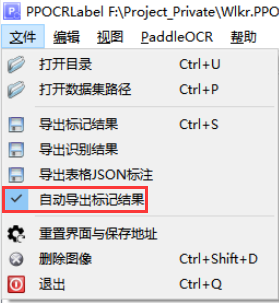 PPOCRLabel F:\Project_Private\Wlkr.PPO
文件 编辑 视图 PaddleOCR 帮助
打开目录 Ctrl+U
打开数据集路径 Ctrl+P
导出标记结果 Ctrl+S
导出识别结果
导出表格JSON标注
自动导出标记结果
重置界面与保存地址
删除图像 Ctrl+Shift+D
退出 Ctrl+Q